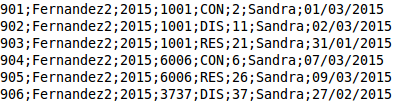 901;Fernandez2;2015;1001;CON;2;Sandra;01/03/2015
902;Fernandez2;2015;1001;DIS;11;Sandra;02/03/2015
903;Fernandez2;2015;1001;RES;21;Sandra;31/01/2015
904;Fernandez2;2015;6006;CON;6;Sandra;07/03/2015
905;Fernandez2;2015;6006;RES;26;Sandra;09/03/2015
906;Fernandez2;2015;3737;DIS;37;Sandra;27/02/2015